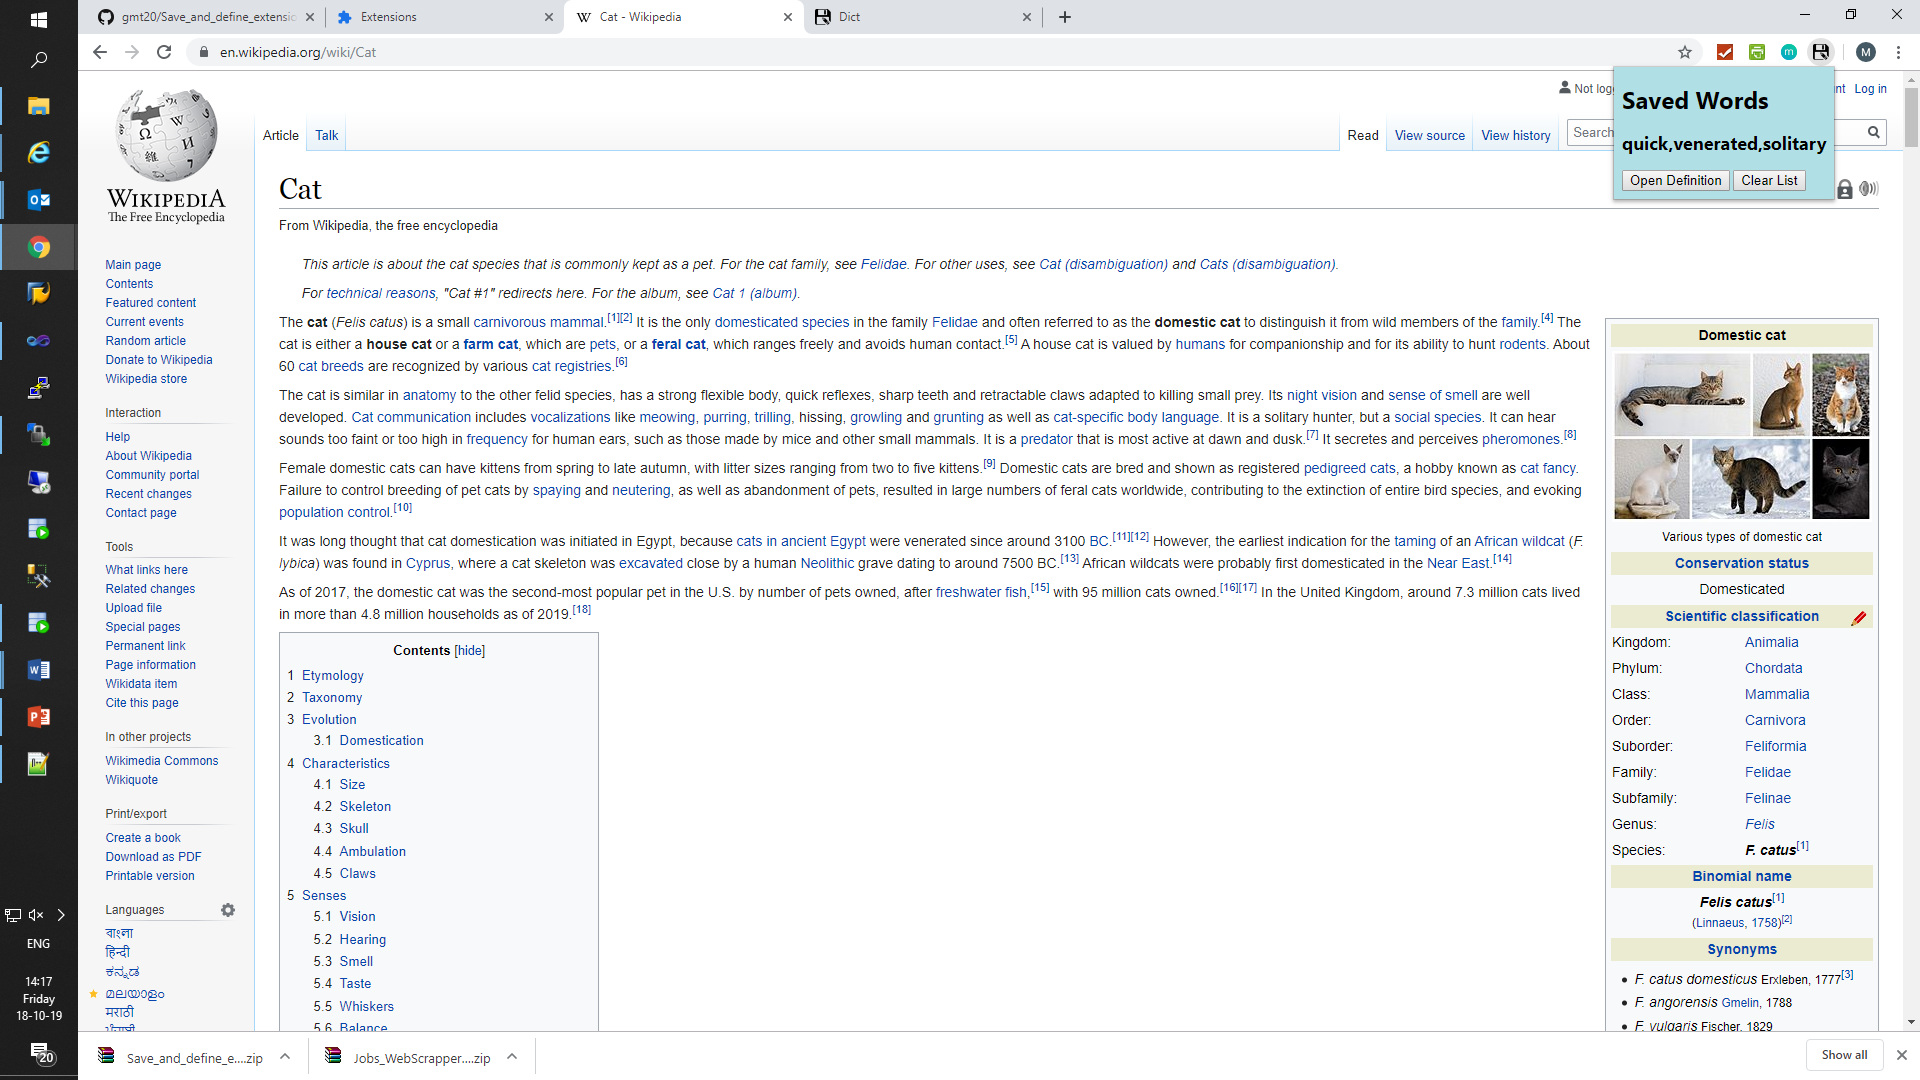 gmt20/Save_and_define_extensio
Extensions
Cat - Wikipedia
Dict
en.wikipedia.org/wiki/Cat
M
Saved Words
quick,venerated,solitary
Open Definition
Clear List
Not logg
nt
Log in
WIKIPEDIA
The Free Encyclopedia
Article
Talk
Read
View source
View history
Search
Main page
Contents
Featured content
Current events
Random article
Donate to Wikipedia
Wikipedia store
Interaction
Help
About Wikipedia
Community portal
Recent changes
Contact page
Tools
What links here
Related changes
Upload file
Special pages
Permanent link
Page information
Wikidata item
Cite this page
In other projects
Wikimedia Commons
Wikiquote
Print/export
Create a book
Download as PDF
Printable version
Languages
বাংলা
हिन्दी
ಕನ್ನಡ
മലയാളം
मराठी
Cat
From Wikipedia, the free encyclopedia
This article is about the cat species that is commonly kept as a pet. For the cat family, see Felidae. For other uses, see Cat (disambiguation) and Cats (disambiguation).
For technical reasons, "Cat #1" redirects here. For the album, see Cat 1 (album).
The cat (Felis catus) is a small carnivorous mammal.[1][2] It is the only domesticated species in the family Felidae and often referred to as the domestic cat to distinguish it from wild members of the family.[4] The
cat is either a house cat or a farm cat, which are pets, or a feral cat, which ranges freely and avoids human contact.[5] A house cat is valued by humans for companionship and for its ability to hunt rodents. About
60 cat breeds are recognized by various cat registries.[6]
The cat is similar in anatomy to the other felid species, has a strong flexible body, quick reflexes, sharp teeth and retractable claws adapted to killing small prey. Its night vision and sense of smell are well
developed. Cat communication includes vocalizations like meowing, purring, trilling, hissing, growling and grunting as well as cat-specific body language. It is a solitary hunter, but a social species. It can hear
sounds too faint or too high in frequency for human ears, such as those made by mice and other small mammals. It is a predator that is most active at dawn and dusk.[7] It secretes and perceives pheromones.[8]
Female domestic cats can have kittens from spring to late autumn, with litter sizes ranging from two to five kittens.[9] Domestic cats are bred and shown as registered pedigreed cats, a hobby known as cat fancy.
Failure to control breeding of pet cats by spaying and neutering, as well as abandonment of pets, resulted in large numbers of feral cats worldwide, contributing to the extinction of entire bird species, and evoking
population control.[10]
It was long thought that cat domestication was initiated in Egypt, because cats in ancient Egypt were venerated since around 3100 BC.[11][12] However, the earliest indication for the taming of an African wildcat (F.
lybica) was found in Cyprus, where a cat skeleton was excavated close by a human Neolithic grave dating to around 7500 BC.[13] African wildcats were probably first domesticated in the Near East.[14]
As of 2017, the domestic cat was the second-most popular pet in the U.S. by number of pets owned, after freshwater fish,[15] with 95 million cats owned.[16][17] In the United Kingdom, around 7.3 million cats lived
in more than 4.8 million households as of 2019.[18]
Contents [hide]
1 Etymology
2 Taxonomy
3 Evolution
3.1 Domestication
4 Characteristics
4.1 Size
4.2 Skeleton
4.3 Skull
4.4 Ambulation
4.5 Claws
5 Senses
5.1 Vision
5.2 Hearing
5.3 Smell
5.4 Taste
5.5 Whiskers
5.6 Balance
Domestic cat
Various types of domestic cat
Conservation status
Domesticated
Scientific classification
Kingdom: Animalia
Phylum: Chordata
Class: Mammalia
Order: Carnivora
Suborder: Feliformia
Family: Felidae
Subfamily: Felinae
Genus: Felis
Species: F. catus[1]
Binomial name
Felis catus[1]
(Linnaeus, 1758)[2]
Synonyms
• F. catus domesticus Erxleben, 1777[3]
• F. angorensis Gmelin, 1788
• F. vulgaris Fischer, 1829
ENG
14:17
Friday
18-10-19
20
Save_and_define_e....zip
Jobs_WebScrapper....zip
Show all